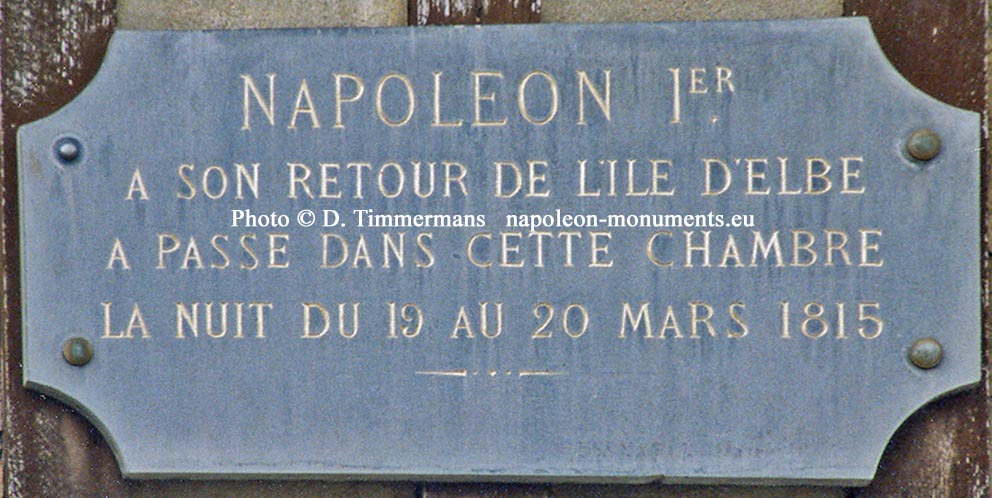 NAPOLEON 1ER.
A SON RETOUR DE L'ILE D'ELBE
Photo © D. Timmermans napoleon-monuments.eu
A PASSE DANS CETTE CHAMBRE
LA NUIT DU 19 AU 20 MARS 1815